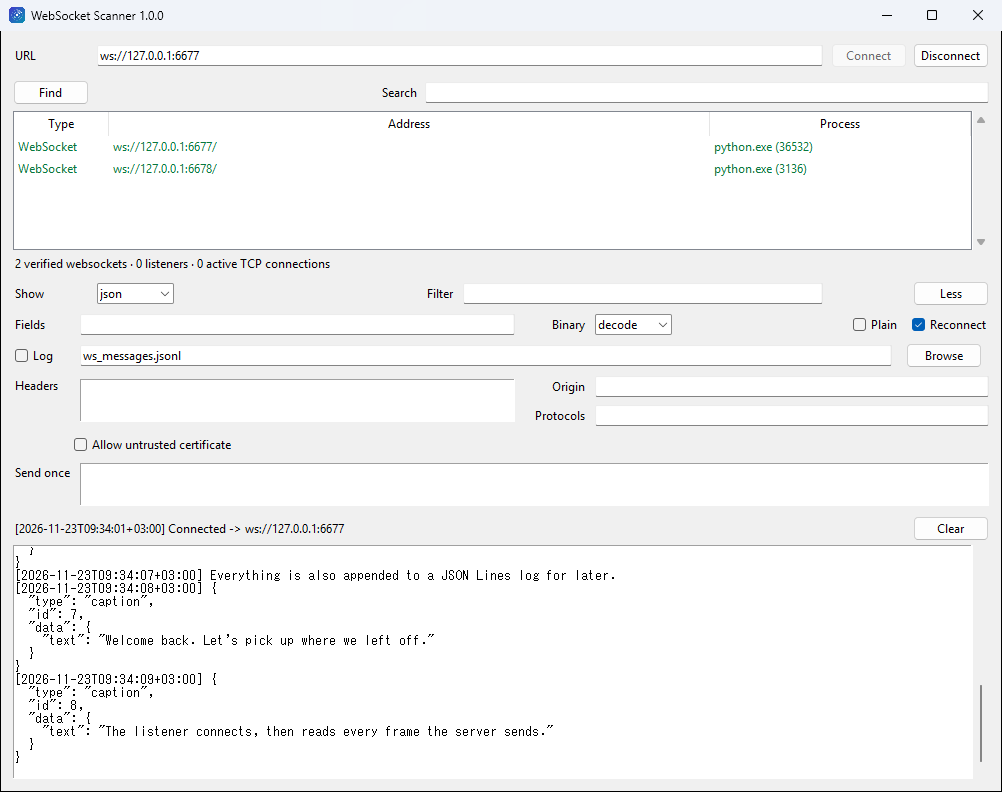 WebSocket Scanner 1.0.0
URL ws://127.0.0.1:6677 Connect Disconnect
Find Search
Type Address Process
WebSocket ws://127.0.0.1:6677/ python.exe (36532)
WebSocket ws://127.0.0.1:6678/ python.exe (3136)
2 verified websockets · 0 listeners · 0 active TCP connections
Show json Filter Less
Fields Binary decode Plain Reconnect
Log ws_messages.jsonl Browse
Headers Origin
Protocols
Allow untrusted certificate
Send once
[2026-11-23T09:34:01+03:00] Connected -> ws://127.0.0.1:6677 Clear
}
}
[2026-11-23T09:34:07+03:00] Everything is also appended to a JSON Lines log for later.
[2026-11-23T09:34:08+03:00] {
"type": "caption",
"id": 7,
"data": {
"text": "Welcome back. Let's pick up where we left off."
}
}
[2026-11-23T09:34:09+03:00] {
"type": "caption",
"id": 8,
"data": {
"text": "The listener connects, then reads every frame the server sends."
}
}